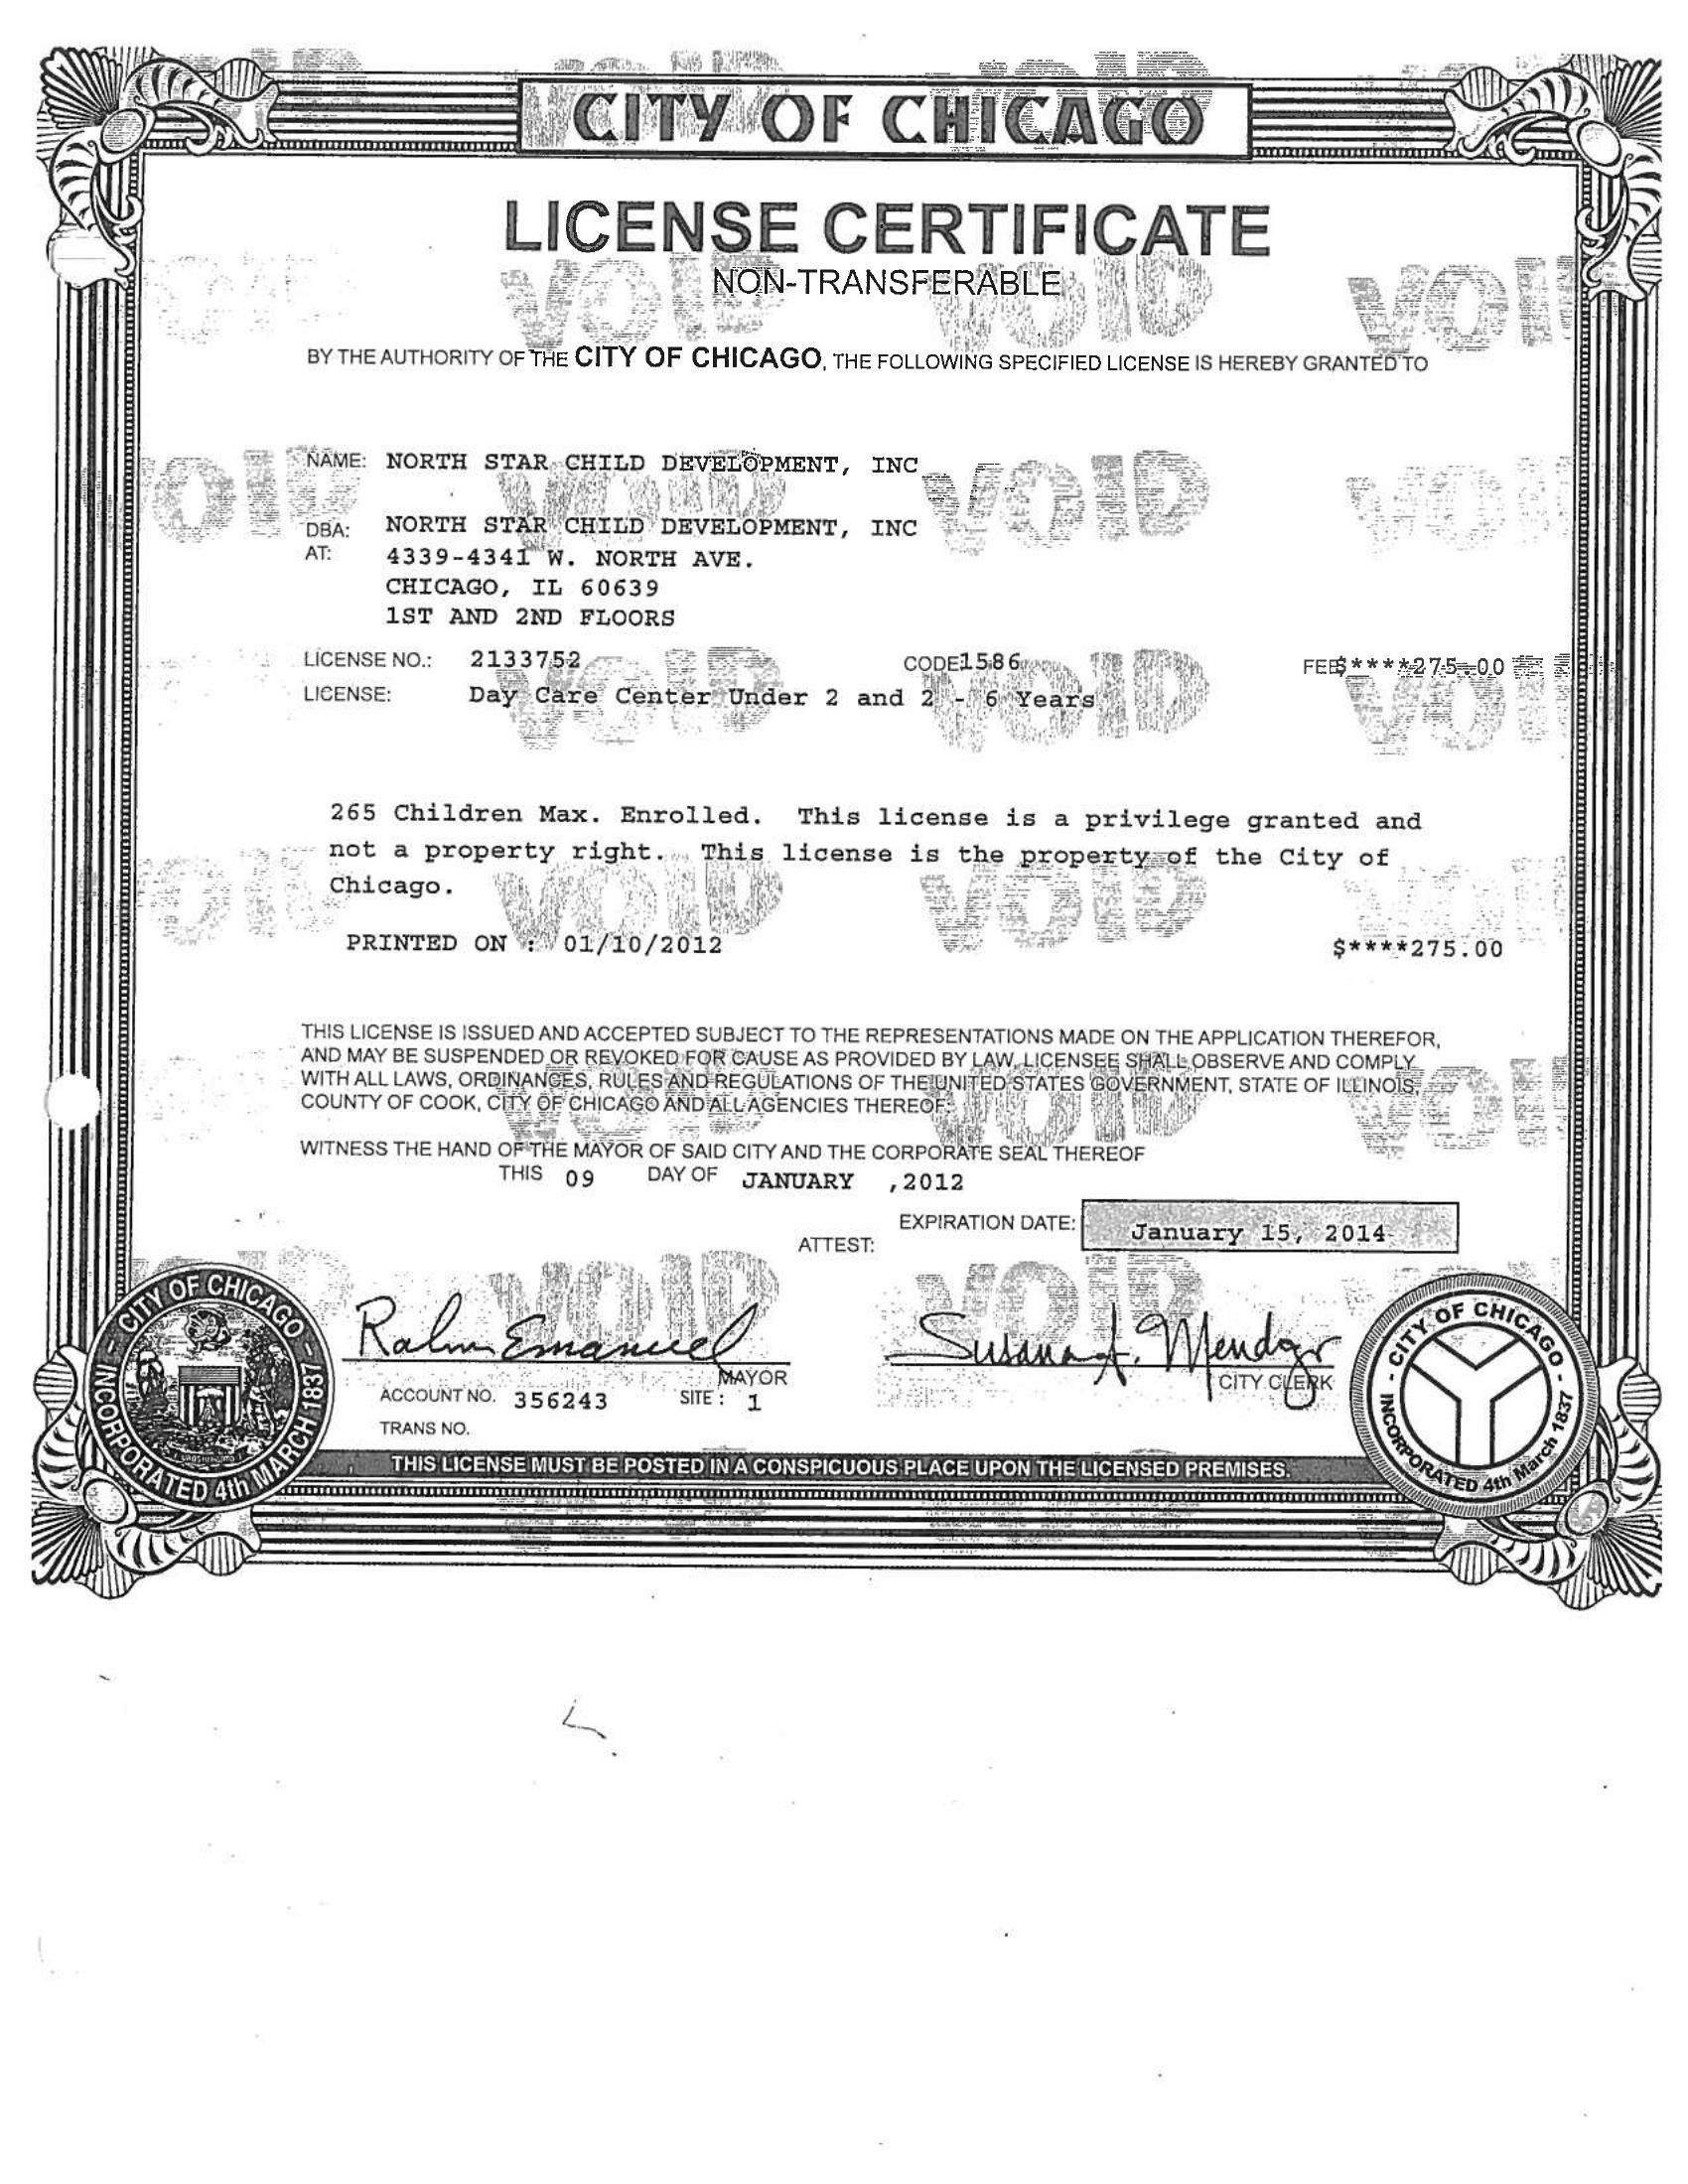 CITY OF CHICAGO
LICENSE CERTIFICATE
NON-TRANSFERABLE
BY THE AUTHORITY OF THE CITY OF CHICAGO, THE FOLLOWING SPECIFIED LICENSE IS HEREBY GRANTED TO
NAME: NORTH STAR CHILD DEVELOPMENT, INC
DBA: NORTH STAR CHILD DEVELOPMENT, INC
AT: 4339-4341 W. NORTH AVE.
CHICAGO, IL 60639
1ST AND 2ND FLOORS
LICENSE NO.: 2133752 CODE1586 FEE$****275.00
LICENSE: Day Care Center Under 2 and 2 - 6 Years
265 Children Max. Enrolled. This license is a privilege granted and
not a property right. This license is the property of the City of
Chicago.
PRINTED ON : 01/10/2012 $****275.00
THIS LICENSE IS ISSUED AND ACCEPTED SUBJECT TO THE REPRESENTATIONS MADE ON THE APPLICATION THEREFOR,
AND MAY BE SUSPENDED OR REVOKED FOR CAUSE AS PROVIDED BY LAW. LICENSEE SHALL OBSERVE AND COMPLY
WITH ALL LAWS, ORDINANCES, RULES AND REGULATIONS OF THE UNITED STATES GOVERNMENT, STATE OF ILLINOIS,
COUNTY OF COOK, CITY OF CHICAGO AND ALL AGENCIES THEREOF.
WITNESS THE HAND OF THE MAYOR OF SAID CITY AND THE CORPORATE SEAL THEREOF
THIS 09 DAY OF JANUARY , 2012
EXPIRATION DATE: January 15, 2014
ATTEST:
Rahm Emanuel Susana A. Mendoza
MAYOR CITY CLERK
ACCOUNT NO. 356243 SITE : 1
TRANS NO.
THIS LICENSE MUST BE POSTED IN A CONSPICUOUS PLACE UPON THE LICENSED PREMISES.
CITY OF CHICAGO - INCORPORATED 4th MARCH 1837
- CITY OF CHICAGO - INCORPORATED 4th March 1837
VOID VOID VOID VOID